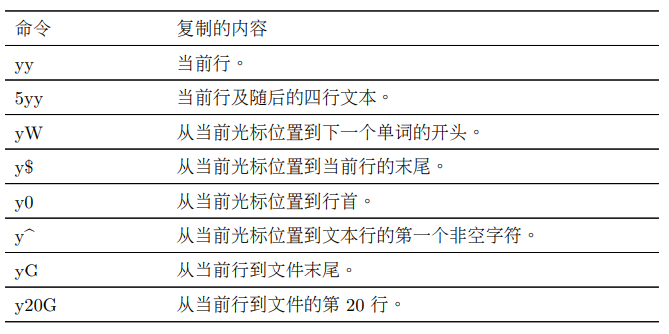 命令 复制的内容
yy 当前行。
5yy 当前行及随后的四行文本。
yW 从当前光标位置到下一个单词的开头。
y$ 从当前光标位置到当前行的末尾。
y0 从当前光标位置到行首。
y^ 从当前光标位置到文本行的第一个非空字符。
yG 从当前行到文件末尾。
y20G 从当前行到文件的第 20 行。